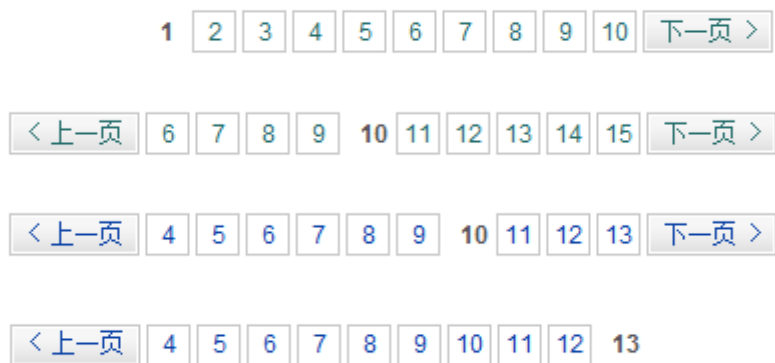 1 2 3 4 5 6 7 8 9 10 下一页 >
< 上一页 6 7 8 9 10 11 12 13 14 15 下一页 >
< 上一页 4 5 6 7 8 9 10 11 12 13 下一页 >
< 上一页 4 5 6 7 8 9 10 11 12 13